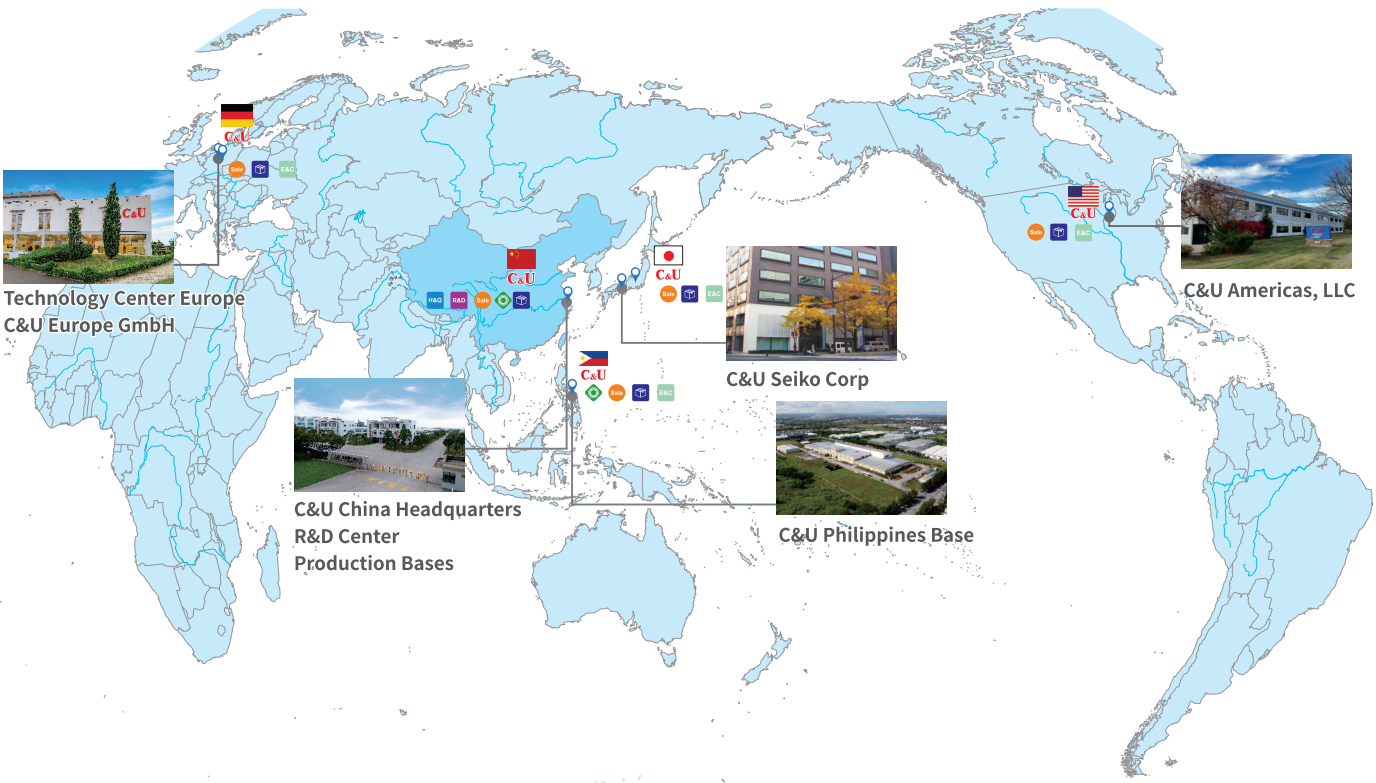 C&U
Sale
E&C
C&U
Technology Center Europe
C&U Europe GmbH
C&U
H&Q
R&D
Sale
C&U
Sale
E&C
C&U
Sale
E&C
C&U
Sale
E&C
C&U Americas, LLC
C&U Seiko Corp
C&U China Headquarters
R&D Center
Production Bases
C&U Philippines Base